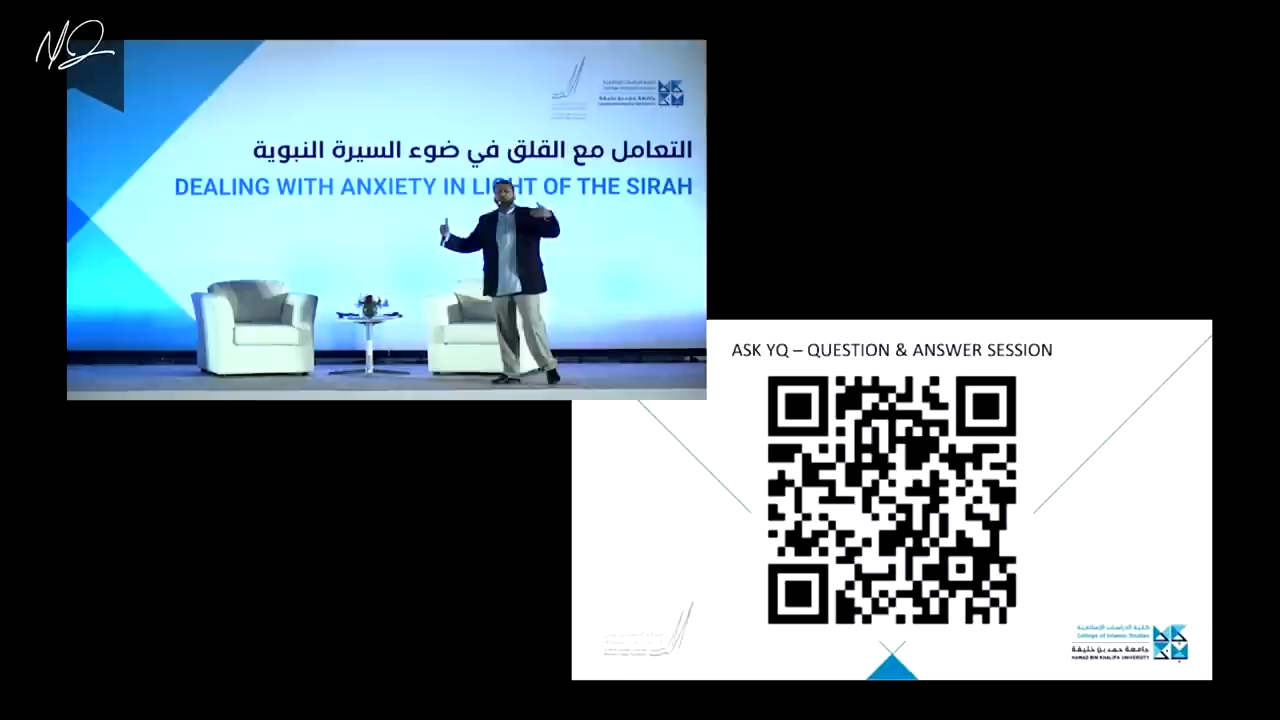 التعامل مع القلق في ضوء السيرة النبوية
DEALING WITH ANXIETY IN LIGHT OF THE SIRAH
ASK YQ – QUESTION & ANSWER SESSION
كلية الدراسات الإسلامية
College of Islamic Studies
جامعة حمد بن خليفة
HAMAD BIN KHALIFA UNIVERSITY